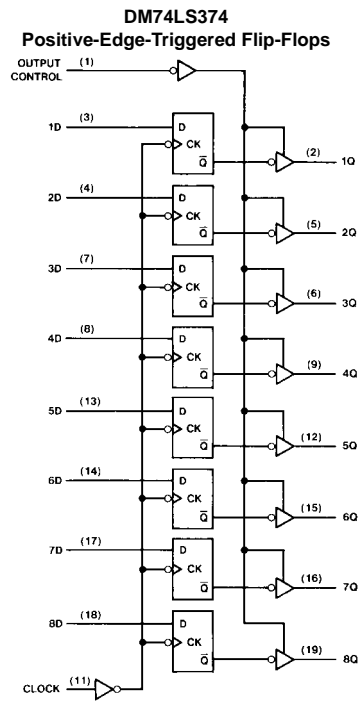 DM74LS374
Positive-Edge-Triggered Flip-Flops
OUTPUT CONTROL (1)
1D (3) D CK Q̅ (2) 1Q
2D (4) D CK Q̅ (5) 2Q
3D (7) D CK Q̅ (6) 3Q
4D (8) D CK Q̅ (9) 4Q
5D (13) D CK Q̅ (12) 5Q
6D (14) D CK Q̅ (15) 6Q
7D (17) D CK Q̅ (16) 7Q
8D (18) D CK Q̅ (19) 8Q
CLOCK (11)